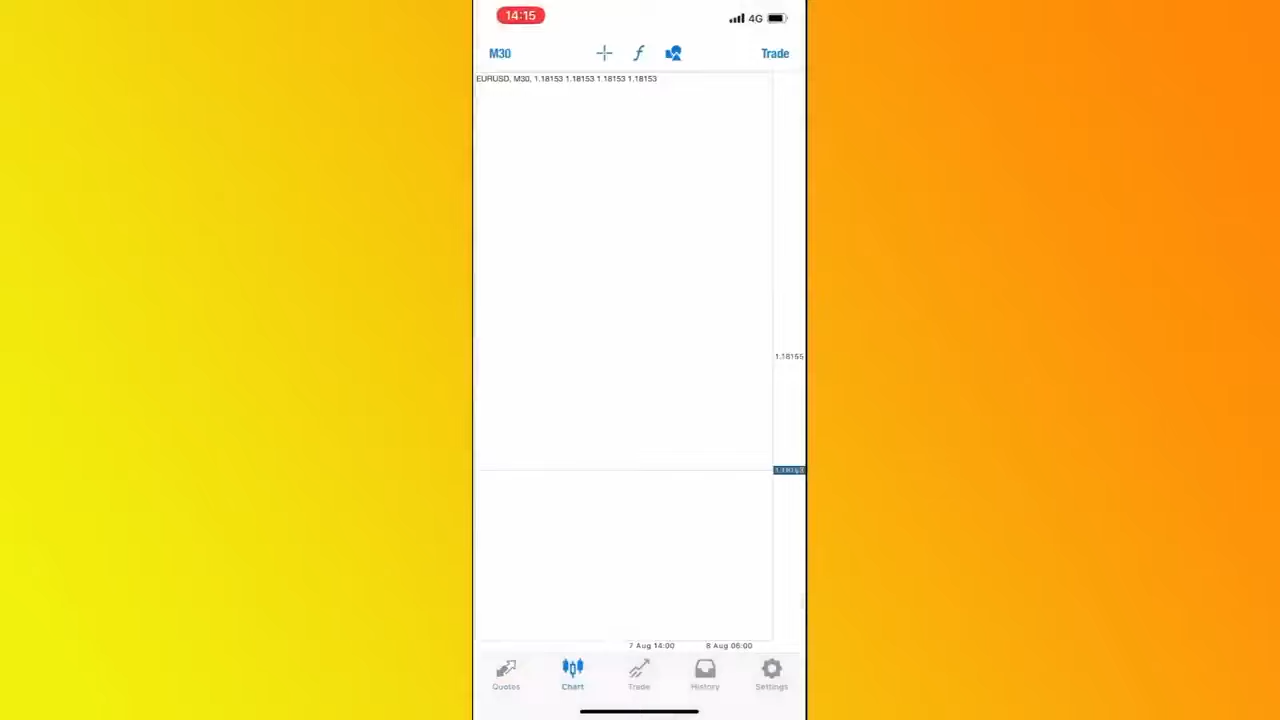 14:15
4G
M30
f
Trade
EURUSD, M30, 1.18153 1.18153 1.18153 1.18153
1.18155
7 Aug 14:00
8 Aug 06:00
Quotes
Chart
Trade
History
Settings